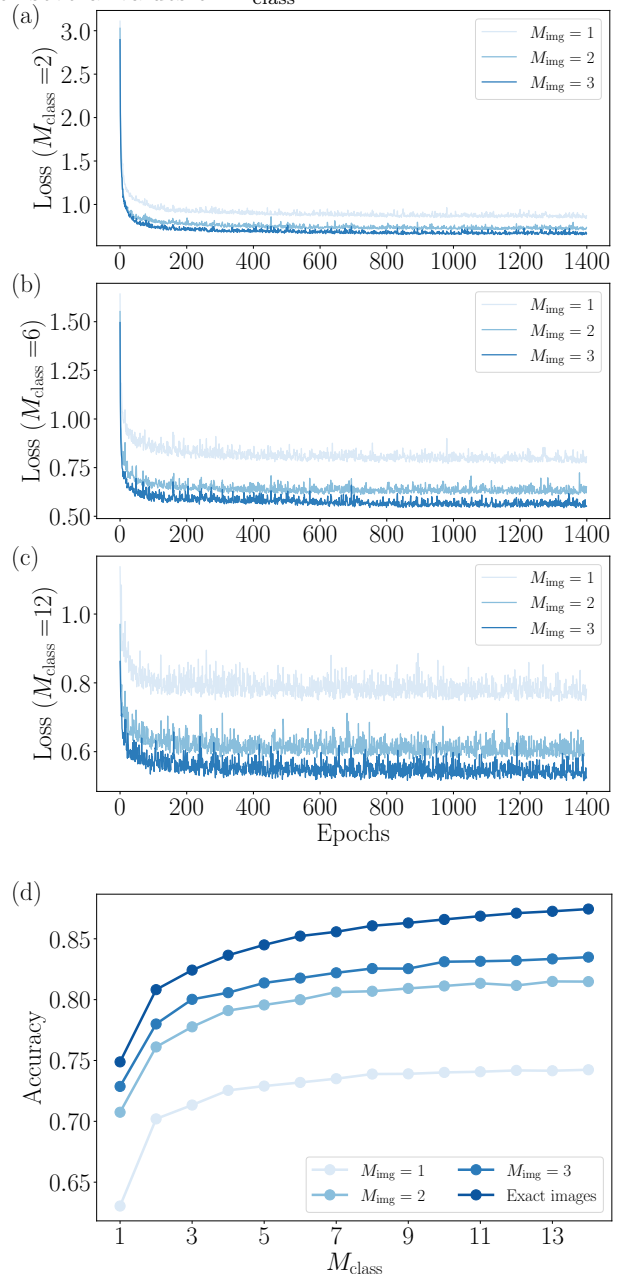 class
(a)
3.0
2.5
2.0
1.5
1.0
Loss (M_class =2)
M_img = 1
M_img = 2
M_img = 3
0 200 400 600 800 1000 1200 1400
(b)
1.50
1.25
1.00
0.75
0.50
Loss (M_class =6)
M_img = 1
M_img = 2
M_img = 3
0 200 400 600 800 1000 1200 1400
(c)
1.0
0.8
0.6
Loss (M_class =12)
M_img = 1
M_img = 2
M_img = 3
0 200 400 600 800 1000 1200 1400
Epochs
(d)
0.85
0.80
0.75
0.70
0.65
Accuracy
M_img = 1
M_img = 2
M_img = 3
Exact images
1 3 5 7 9 11 13
M_class